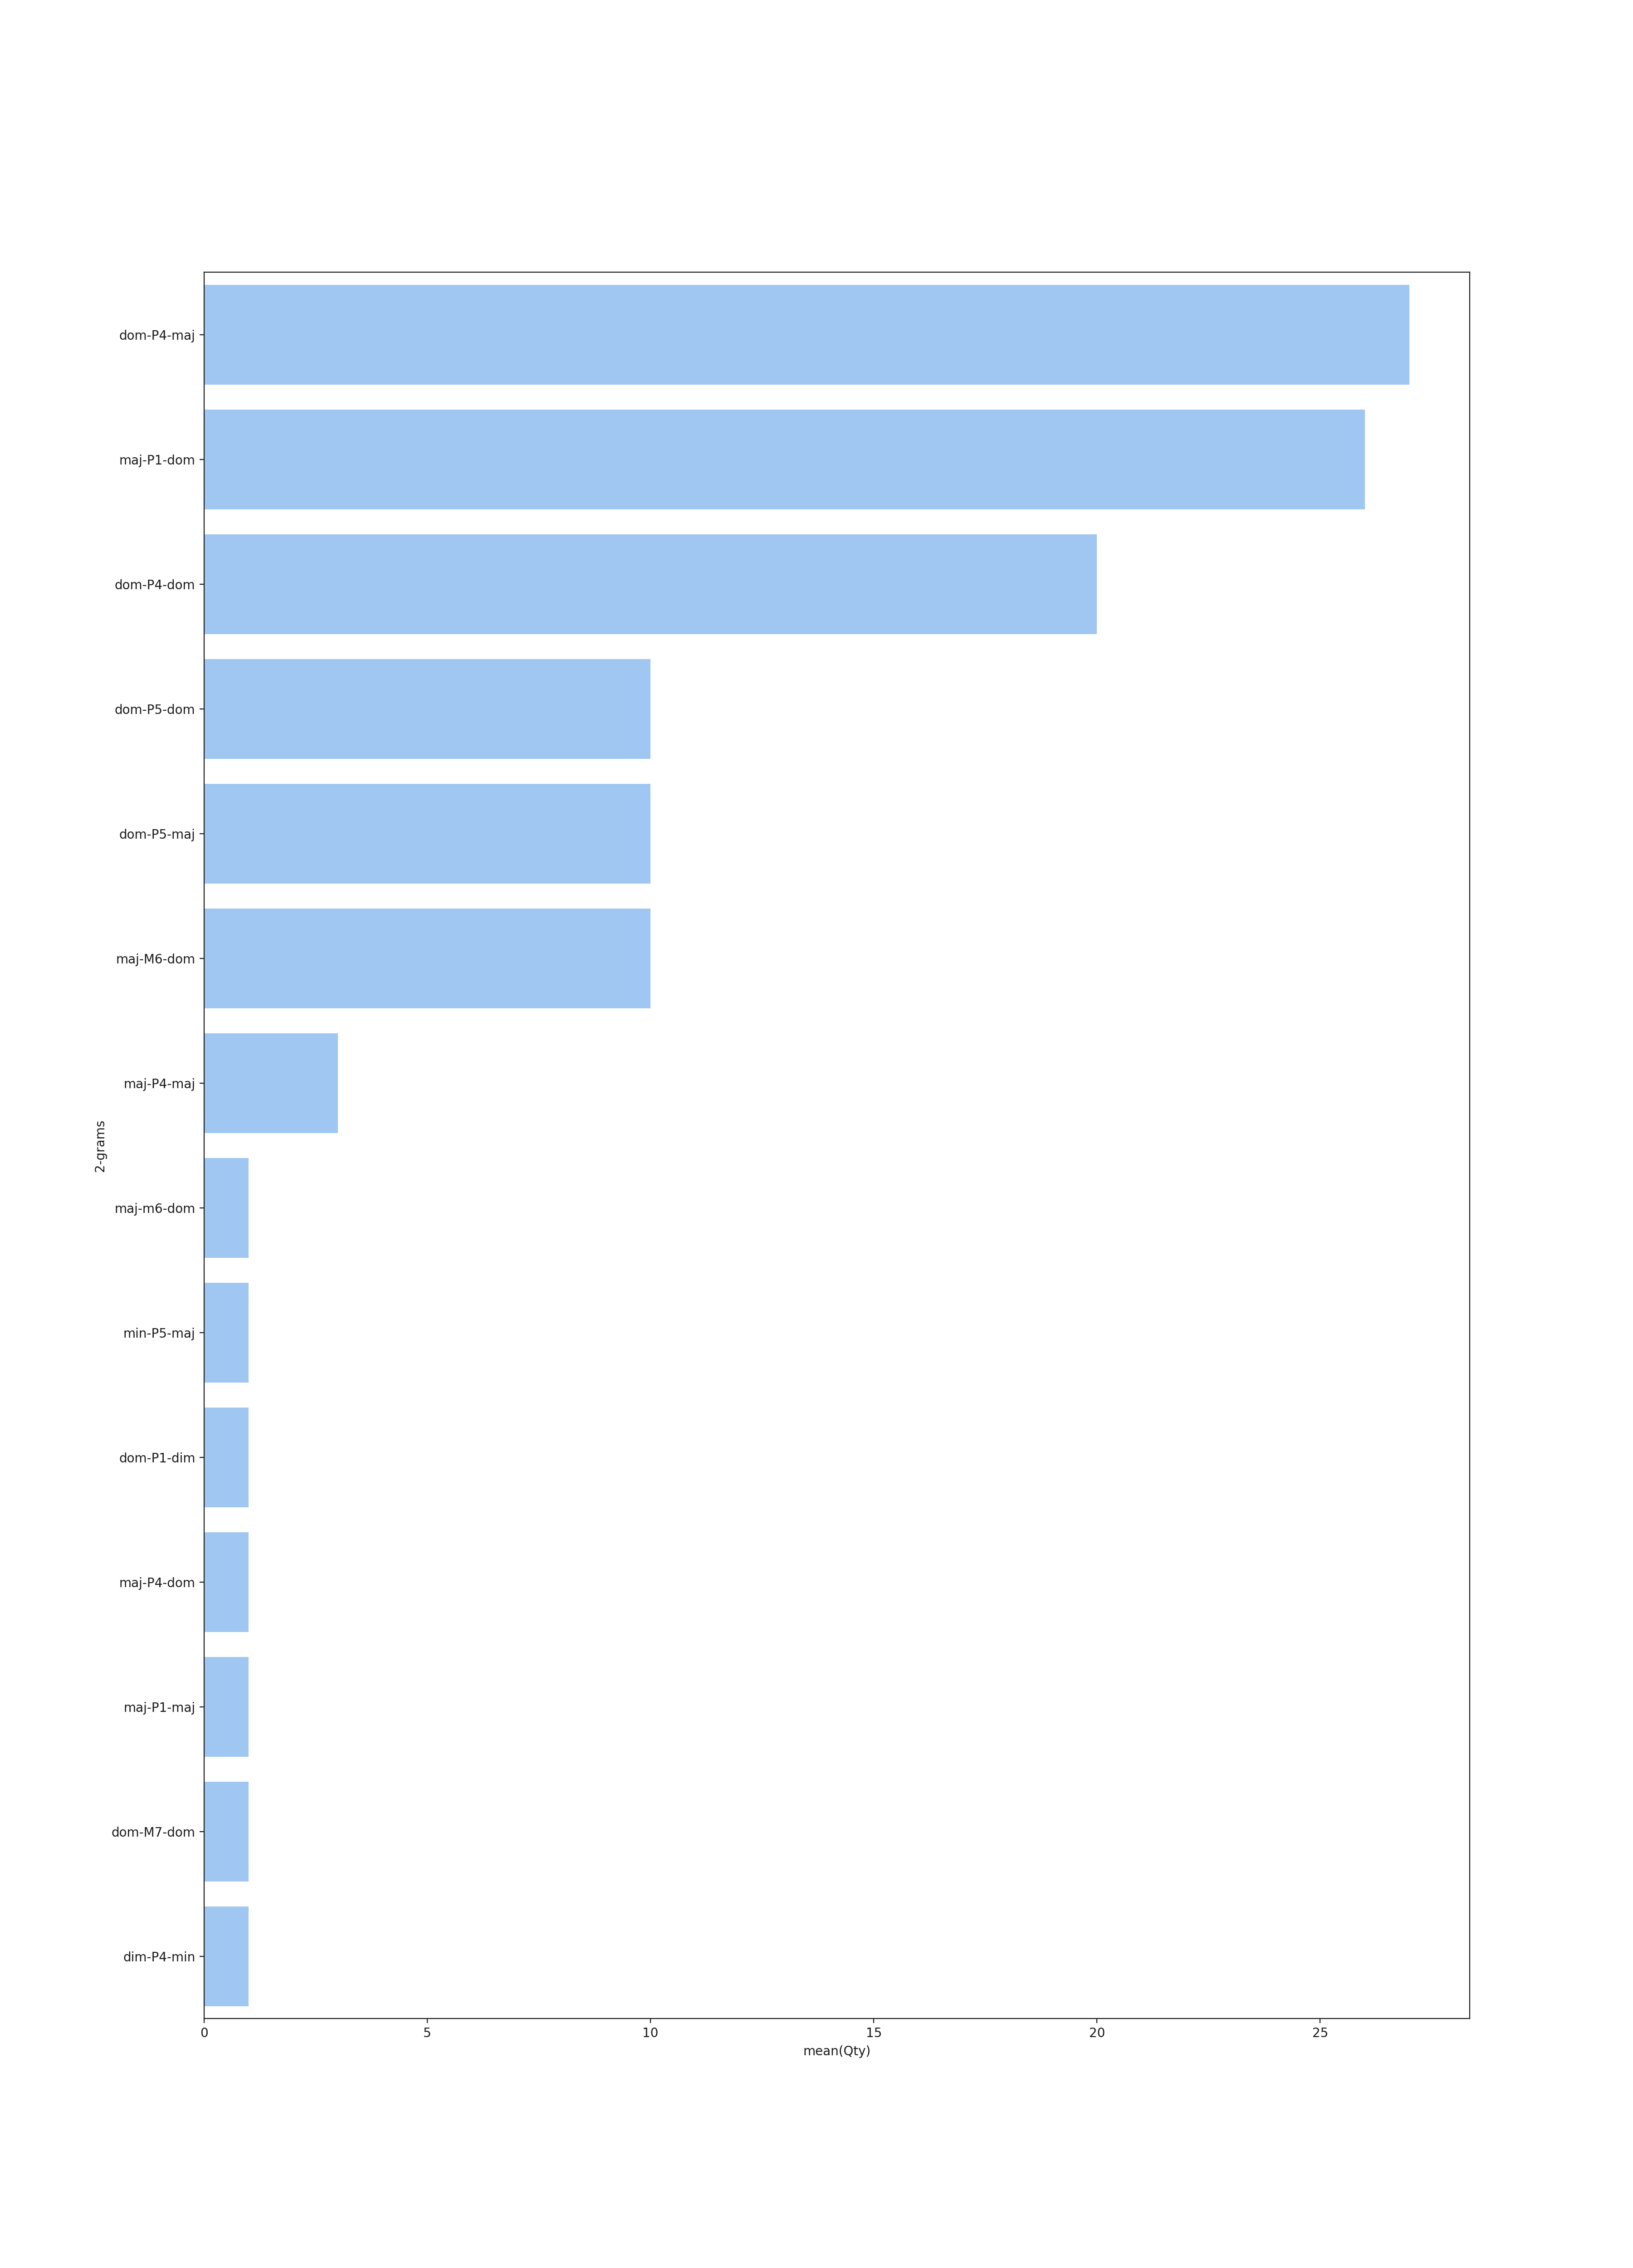 dom-P4-maj
maj-P1-dom
dom-P4-dom
dom-P5-dom
dom-P5-maj
maj-M6-dom
maj-P4-maj
2-grams
maj-m6-dom
min-P5-maj
dom-P1-dim
maj-P4-dom
maj-P1-maj
dom-M7-dom
dim-P4-min
0 5 10 15 20 25
mean(Qty)